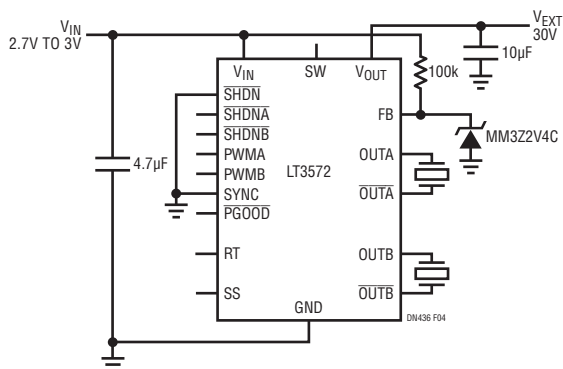 V_IN
2.7V TO 3V
V_EXT
30V
10µF
V_IN
SW
V_OUT
100k
SHDN
SHDNA
SHDNB
PWMA
PWMB
SYNC
PGOOD
RT
SS
LT3572
FB
MM3Z2V4C
OUTA
OUTA
OUTB
OUTB
4.7µF
GND
DN436 F04